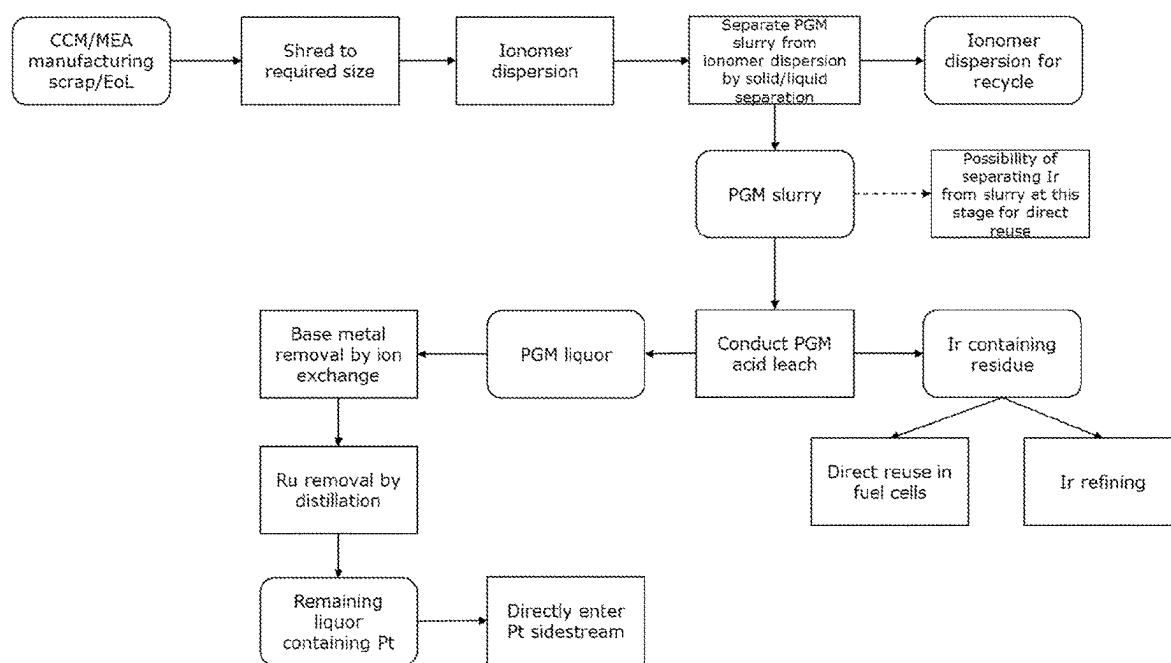 CCM/MEA
manufacturing
scrap/EoL
Shred to
required size
Ionomer
dispersion
Separate PGM
slurry from
ionomer dispersion
by solid/liquid
separation
Ionomer
dispersion for
recycle
PGM slurry
Possibility of
separating Ir
from slurry at this
stage for direct
reuse
Base metal
removal by ion
exchange
PGM liquor
Conduct PGM
acid leach
Ir containing
residue
Ru removal by
distillation
Direct reuse in
fuel cells
Ir refining
Remaining
liquor
containing Pt
Directly enter
Pt sidestream